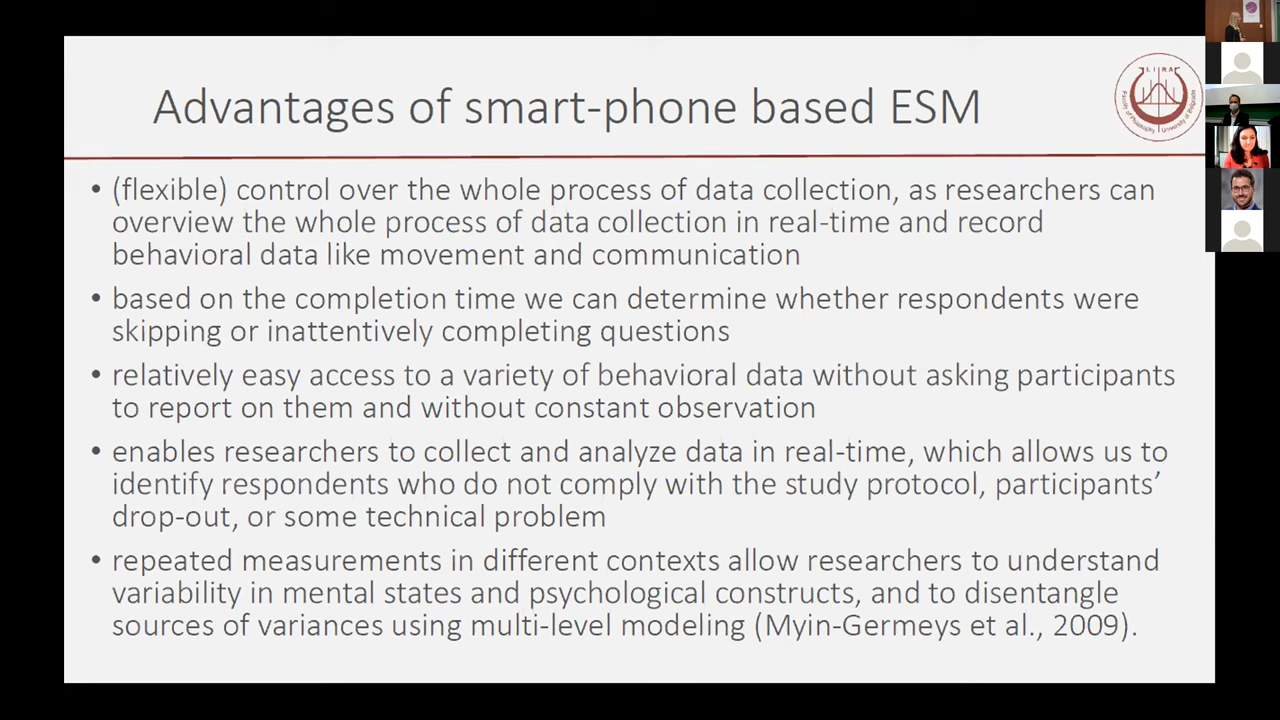 Advantages of smart-phone based ESM
LIRA
Faculty of Philosophy, University of Belgrade
• (flexible) control over the whole process of data collection, as researchers can
overview the whole process of data collection in real-time and record
behavioral data like movement and communication
• based on the completion time we can determine whether respondents were
skipping or inattentively completing questions
• relatively easy access to a variety of behavioral data without asking participants
to report on them and without constant observation
• enables researchers to collect and analyze data in real-time, which allows us to
identify respondents who do not comply with the study protocol, participants’
drop-out, or some technical problem
• repeated measurements in different contexts allow researchers to understand
variability in mental states and psychological constructs, and to disentangle
sources of variances using multi-level modeling (Myin-Germeys et al., 2009).